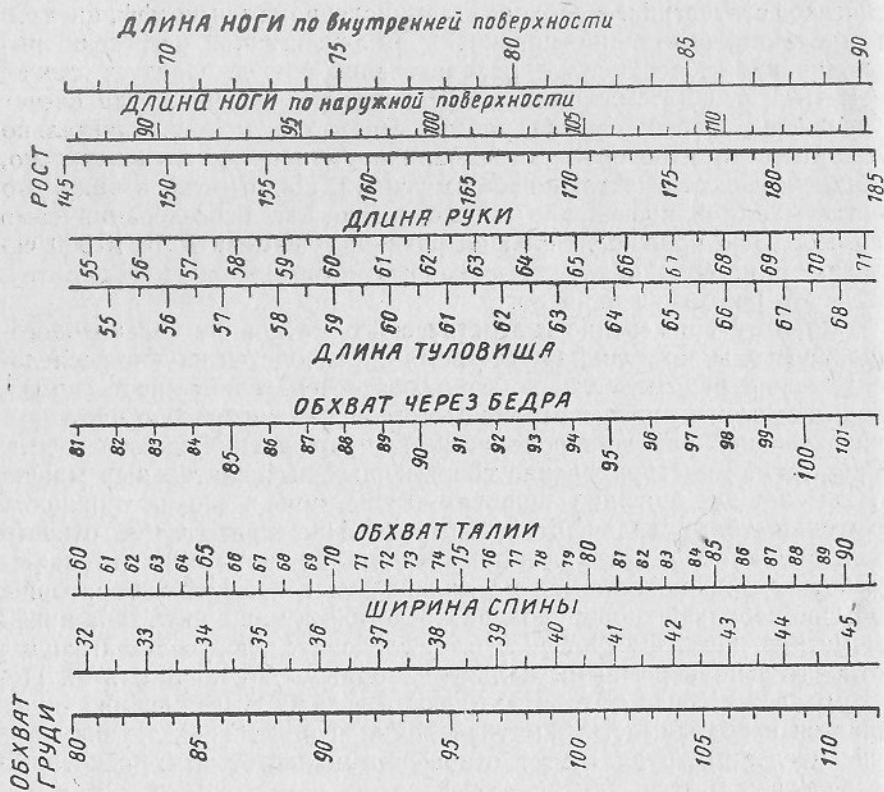 ДЛИНА НОГИ по внутренней поверхности
70 75 80 85 90
ДЛИНА НОГИ по наружной поверхности
90 95 100 105 110
РОСТ
145 150 155 160 165 170 175 180 185
ДЛИНА РУКИ
55 56 57 58 59 60 61 62 63 64 65 66 67 68 69 70 71
55 56 57 58 59 60 61 62 63 64 65 66 67 68
ДЛИНА ТУЛОВИЩА
ОБХВАТ ЧЕРЕЗ БЕДРА
81 82 83 84 85 86 87 88 89 90 91 92 93 94 95 96 97 98 99 100 101
ОБХВАТ ТАЛИИ
60 61 62 63 64 65 66 67 68 69 70 71 72 73 74 75 76 77 78 79 80 81 82 83 84 85 86 87 88 89 90
ШИРИНА СПИНЫ
32 33 34 35 36 37 38 39 40 41 42 43 44 45
ОБХВАТ
ГРУДИ
80 85 90 95 100 105 110